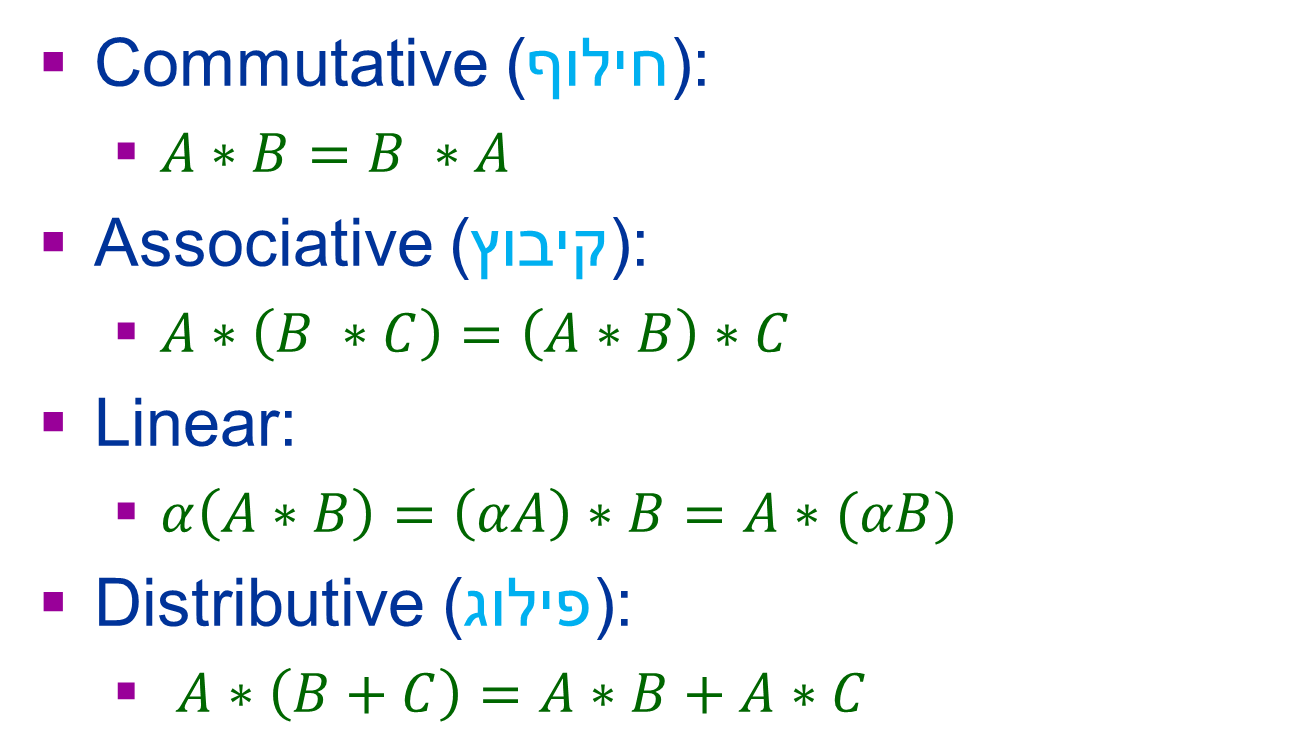 ▪ Commutative (חילוף):
▪ A ∗ B = B ∗ A
▪ Associative (קיבוץ):
▪ A ∗ (B ∗ C) = (A ∗ B) ∗ C
▪ Linear:
▪ α(A ∗ B) = (αA) ∗ B = A ∗ (αB)
▪ Distributive (פילוג):
▪ A ∗ (B + C) = A ∗ B + A ∗ C